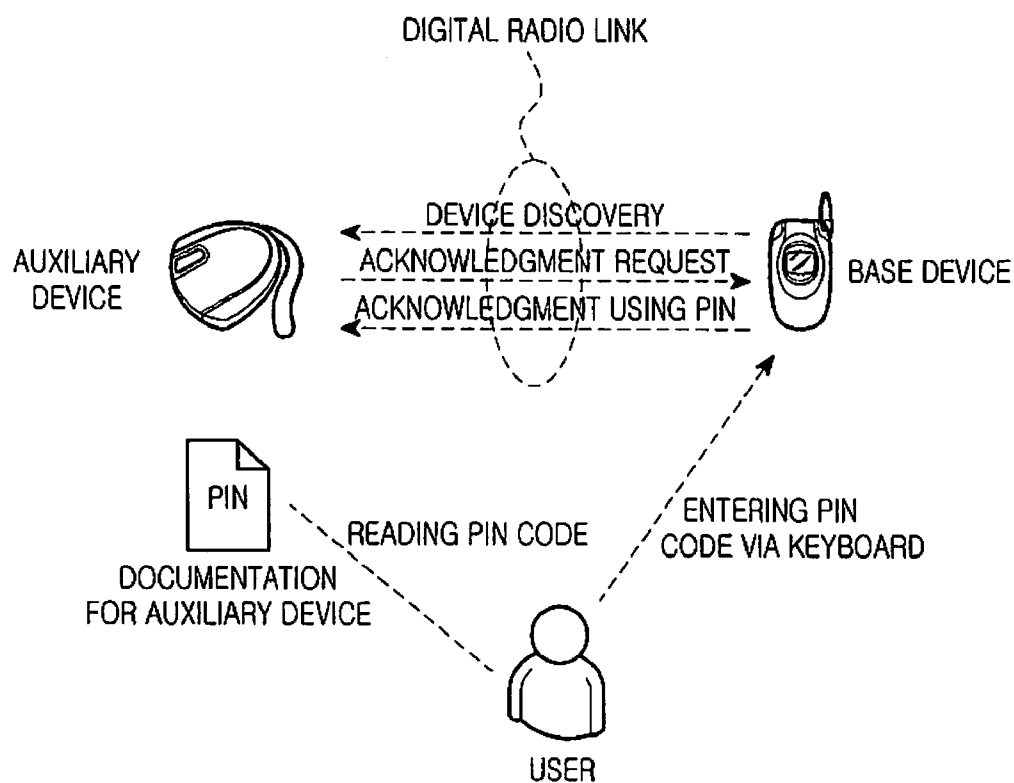 DIGITAL RADIO LINK
DEVICE DISCOVERY
AUXILIARY
DEVICE
ACKNOWLEDGMENT REQUEST
BASE DEVICE
ACKNOWLEDGMENT USING PIN
PIN
READING PIN CODE
ENTERING PIN
CODE VIA KEYBOARD
DOCUMENTATION
FOR AUXILIARY DEVICE
USER